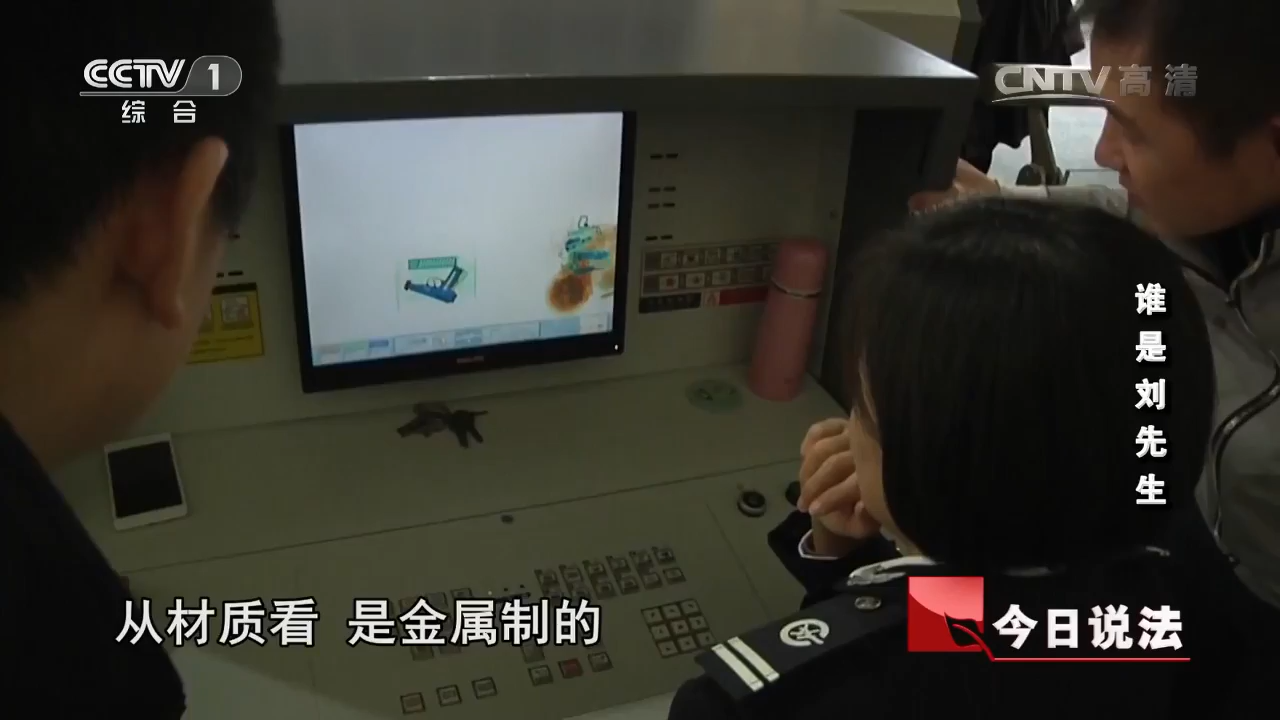 CCTV 1
综合
CNTV高清
谁是刘先生
从材质看 是金属制的
今日说法